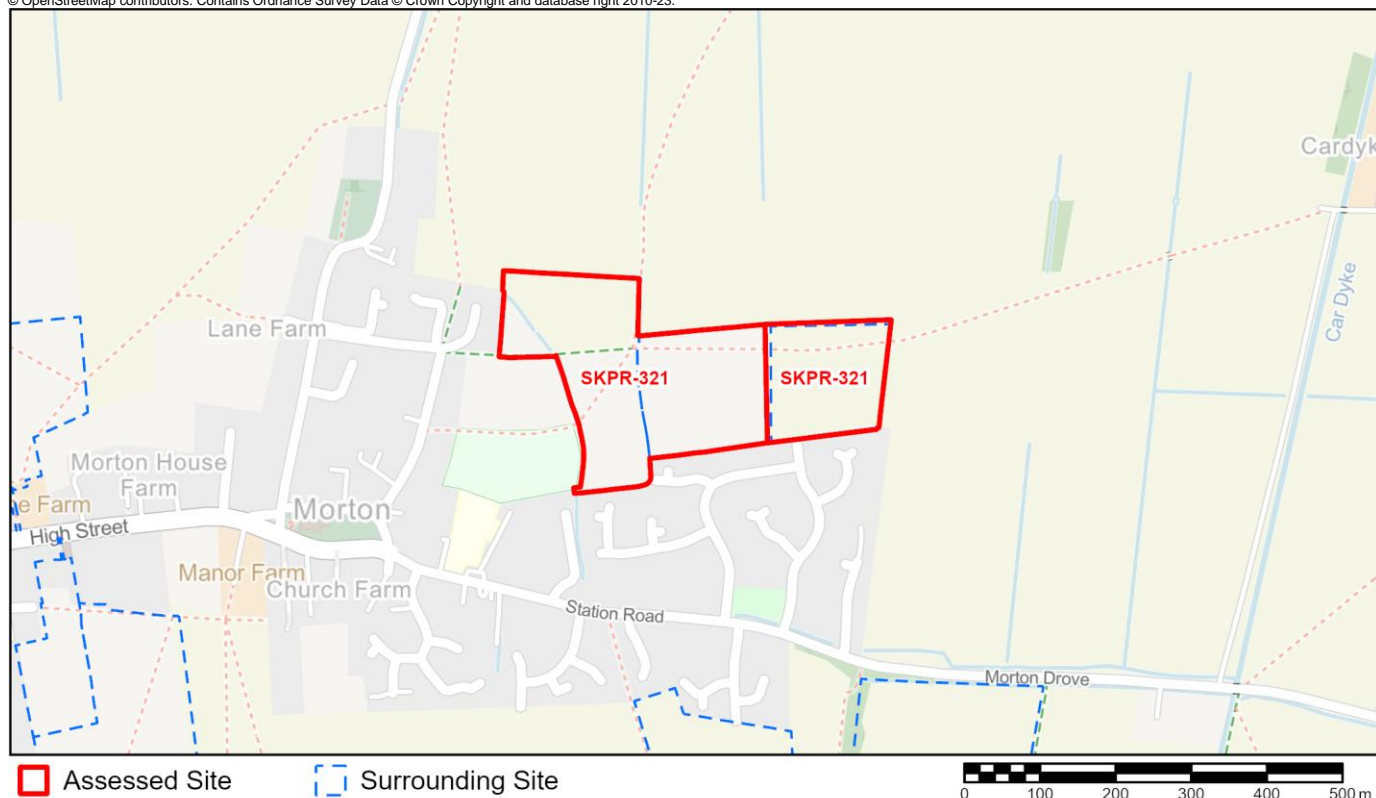 © OpenStreetMap contributors. Contains Ordnance Survey Data © Crown Copyright and database right 2010-23.
Cardyk
Car Dyke
Lane Farm
SKPR-321
SKPR-321
Morton House
Farm
e Farm
High Street
Morton
Manor Farm
Church Farm
Station Road
Morton Drove
Assessed Site
Surrounding Site
0 100 200 300 400 500 m